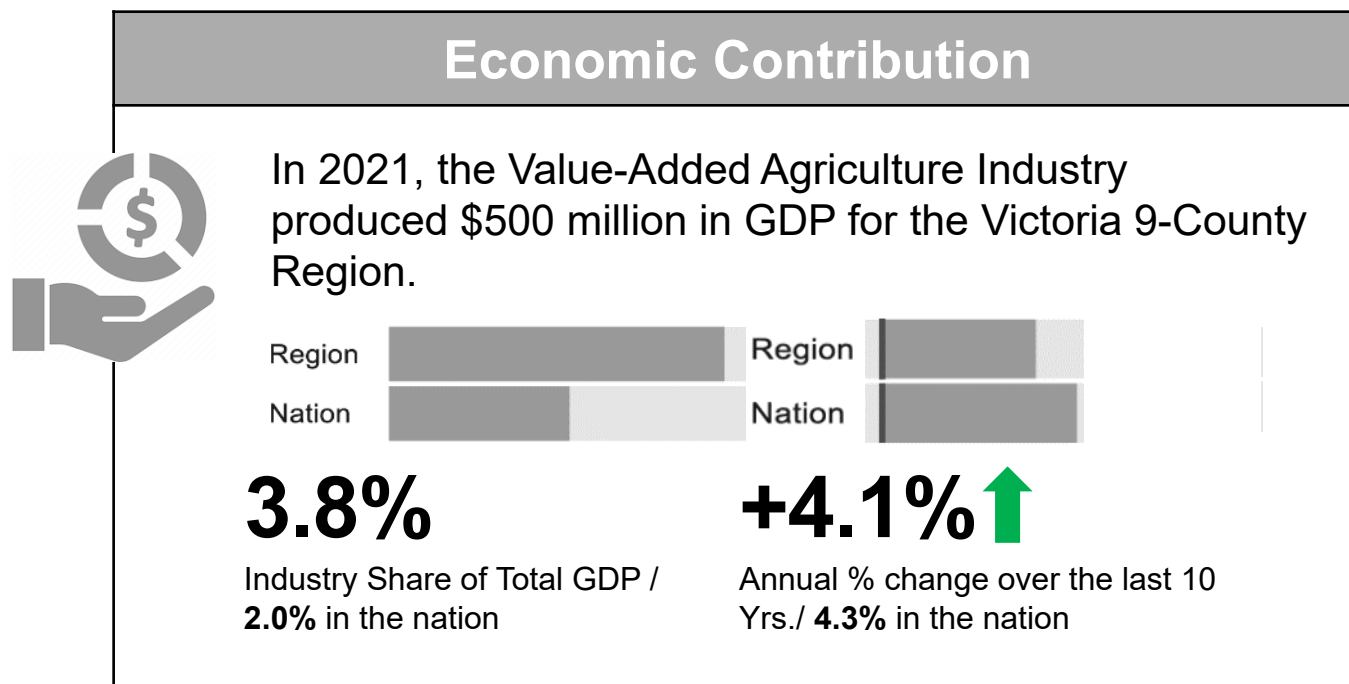 Economic Contribution
$
In 2021, the Value-Added Agriculture Industry
produced $500 million in GDP for the Victoria 9-County
Region.
Region
Nation
Region
Nation
3.8%
Industry Share of Total GDP /
2.0% in the nation
+4.1%
Annual % change over the last 10
Yrs./ 4.3% in the nation